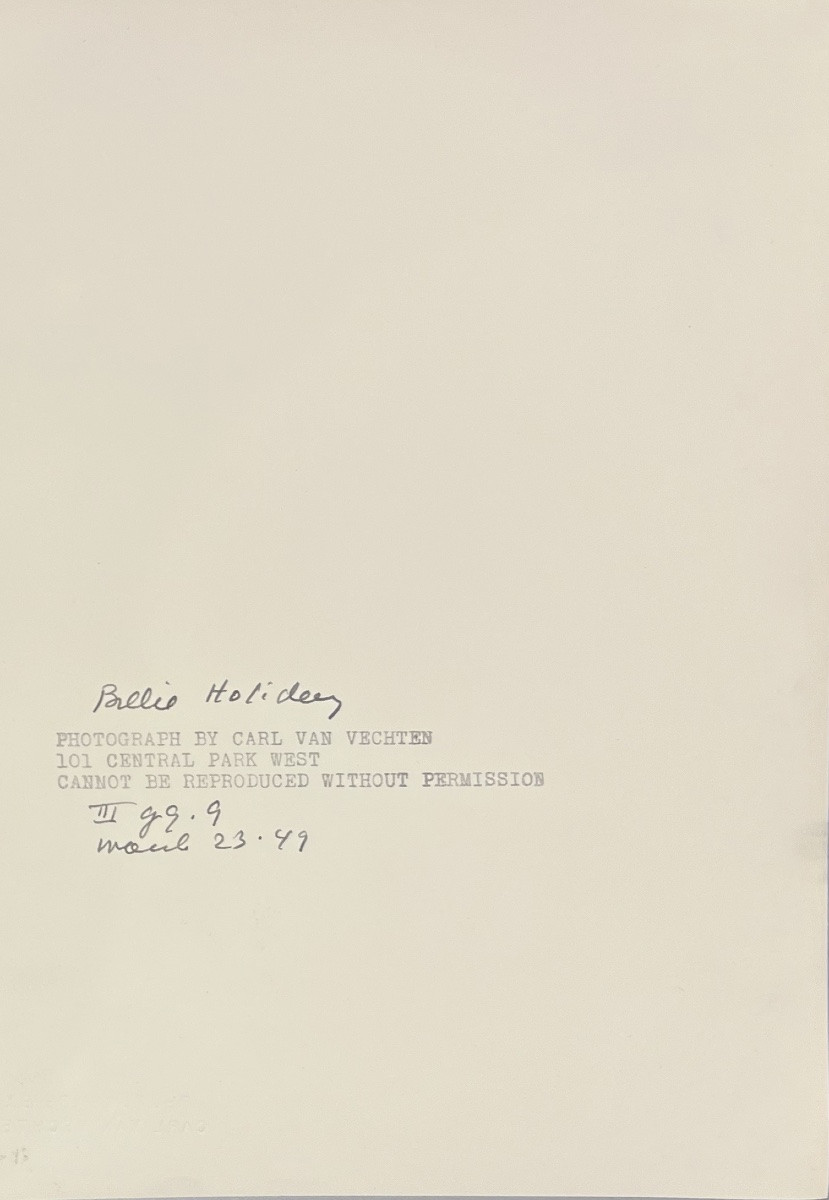 Billie Holiday
PHOTOGRAPH BY CARL VAN VECHTEN
101 CENTRAL PARK WEST
CANNOT BE REPRODUCED WITHOUT PERMISSION
III gg. 9
March 23. 49